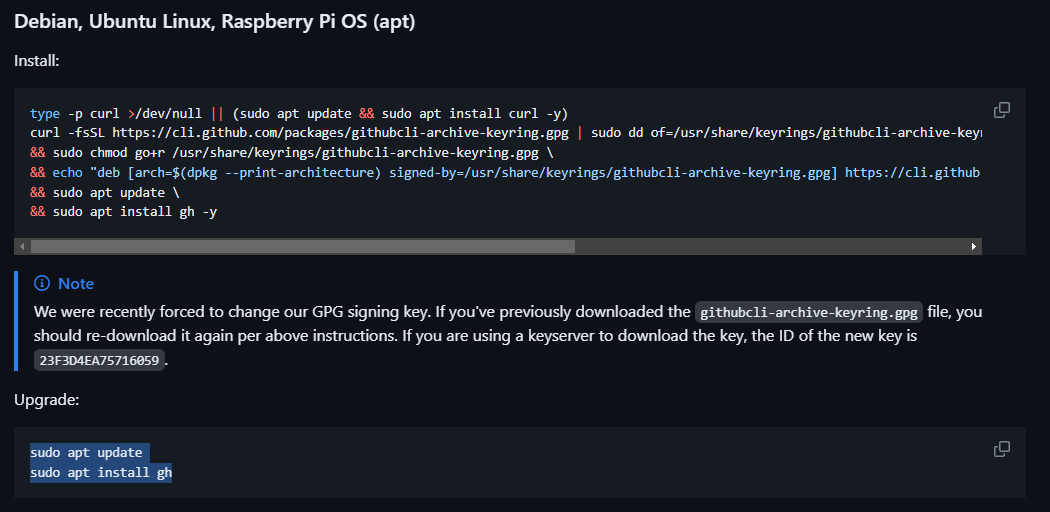 Debian, Ubuntu Linux, Raspberry Pi OS (apt)
Install:
type -p curl >/dev/null || (sudo apt update && sudo apt install curl -y)
curl -fsSL https://cli.github.com/packages/githubcli-archive-keyring.gpg | sudo dd of=/usr/share/keyrings/githubcli-archive-keyr
&& sudo chmod go+r /usr/share/keyrings/githubcli-archive-keyring.gpg \
&& echo "deb [arch=$(dpkg --print-architecture) signed-by=/usr/share/keyrings/githubcli-archive-keyring.gpg] https://cli.github
&& sudo apt update \
&& sudo apt install gh -y
Note
We were recently forced to change our GPG signing key. If you've previously downloaded the githubcli-archive-keyring.gpg file, you
should re-download it again per above instructions. If you are using a keyserver to download the key, the ID of the new key is
23F3D4EA75716059.
Upgrade:
sudo apt update
sudo apt install gh